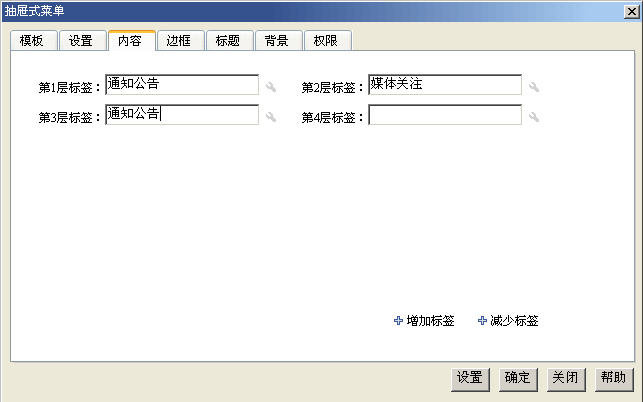 抽屉式菜单
模板 设置 内容 边框 标题 背景 权限
第1层标签：通知公告 第2层标签：媒体关注
第3层标签：通知公告 第4层标签：
增加标签 减少标签
设置 确定 关闭 帮助